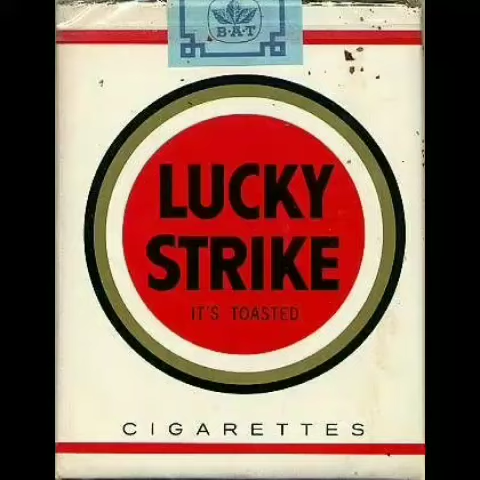 B·A·T
LUCKY
STRIKE
IT'S TOASTED
CIGARETTES